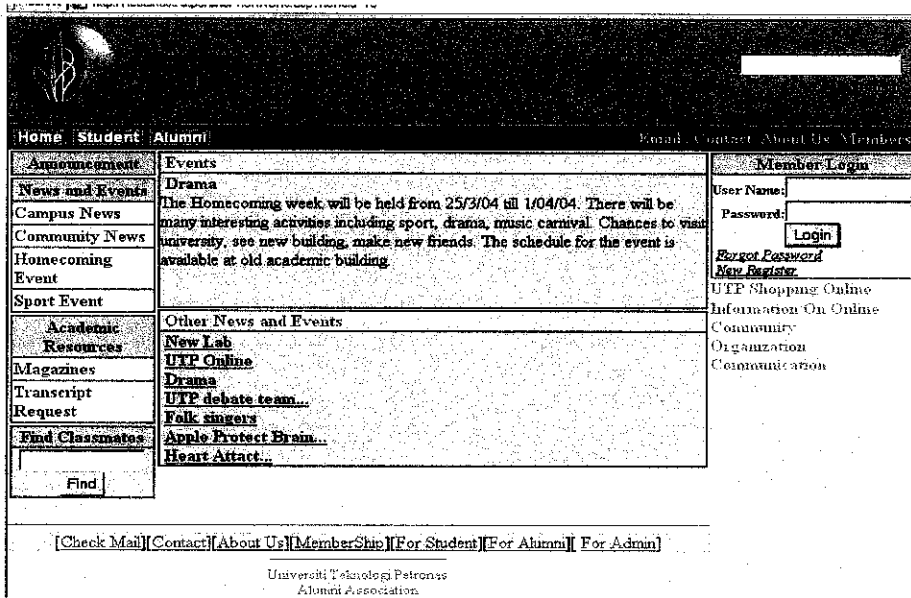 Home Student Alumni
Email Contact About Us Members
Announcement
News and Events
Campus News
Community News
Homecoming
Event
Sport Event
Academic
Resources
Magazines
Transcript
Request
Find Classmates
Find
Events
Drama
The Homecoming week will be held from 25/3/04 till 1/04/04. There will be
many interesting activities including sport, drama, music carnival. Chances to visit
university, see new building, make new friends. The schedule for the event is
available at old academic building.
Other News and Events
New Lab
UTP Online
Drama
UTP debate team...
Folk singers
Apple Protect Brain...
Heart Attact...
Member Login
User Name:
Password:
Login
Forgot Password
New Register
UTP Shopping Online
Information On Online
Community
Organization
Communication
[Check Mail][Contact][About Us][MemberShip][For Student][For Alumni][ For Admin]
Universiti Teknologi Petronas
Alumni Association